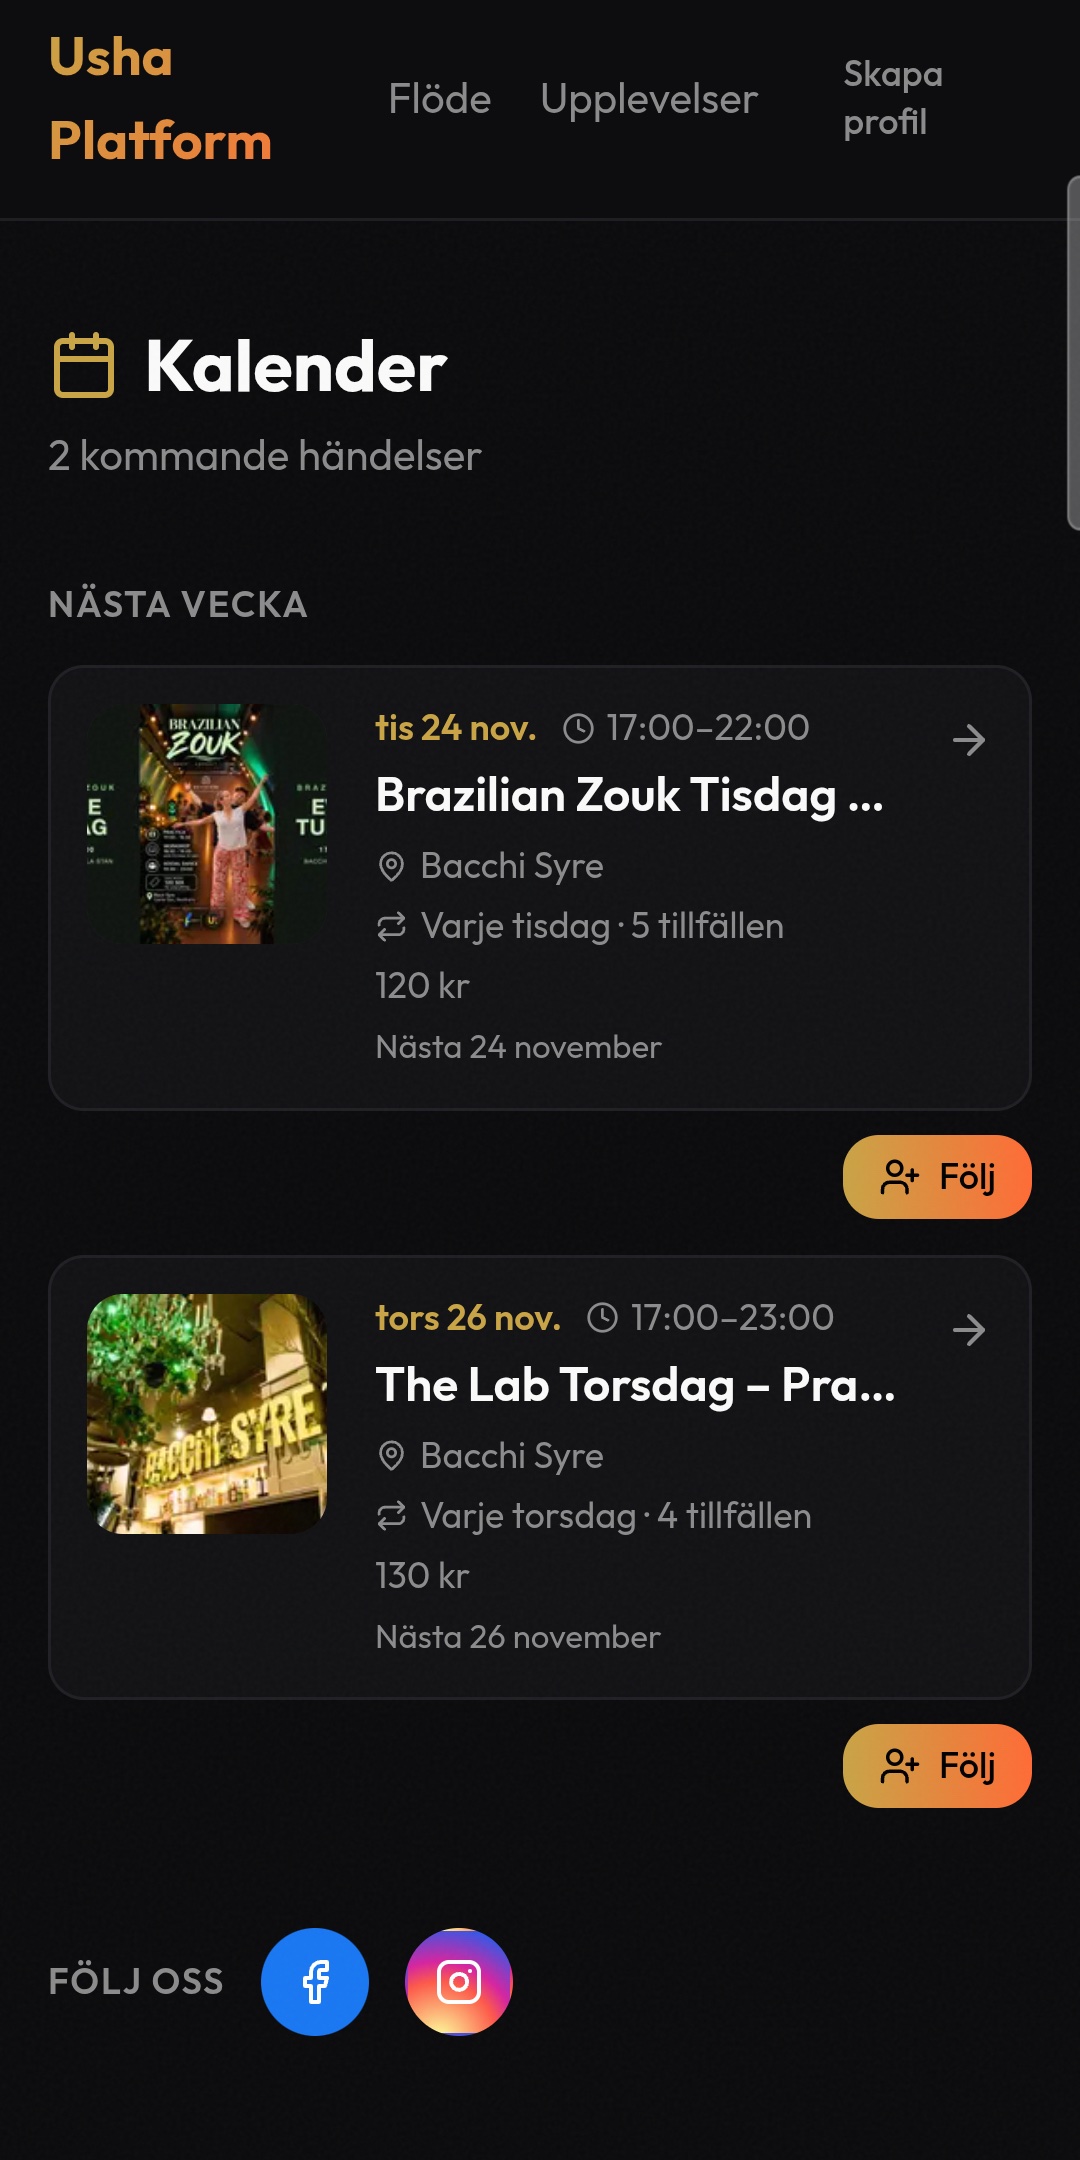 Usha
Platform
Flöde
Upplevelser
Skapa
profil
Kalender
2 kommande händelser
NÄSTA VECKA
BRAZILIAN
ZOUK
tis 24 nov.
17:00–22:00
Brazilian Zouk Tisdag ...
Bacchi Syre
Varje tisdag · 5 tillfällen
120 kr
Nästa 24 november
Följ
BACCHI SYRE
tors 26 nov.
17:00–23:00
The Lab Torsdag – Pra...
Bacchi Syre
Varje torsdag · 4 tillfällen
130 kr
Nästa 26 november
Följ
FÖLJ OSS